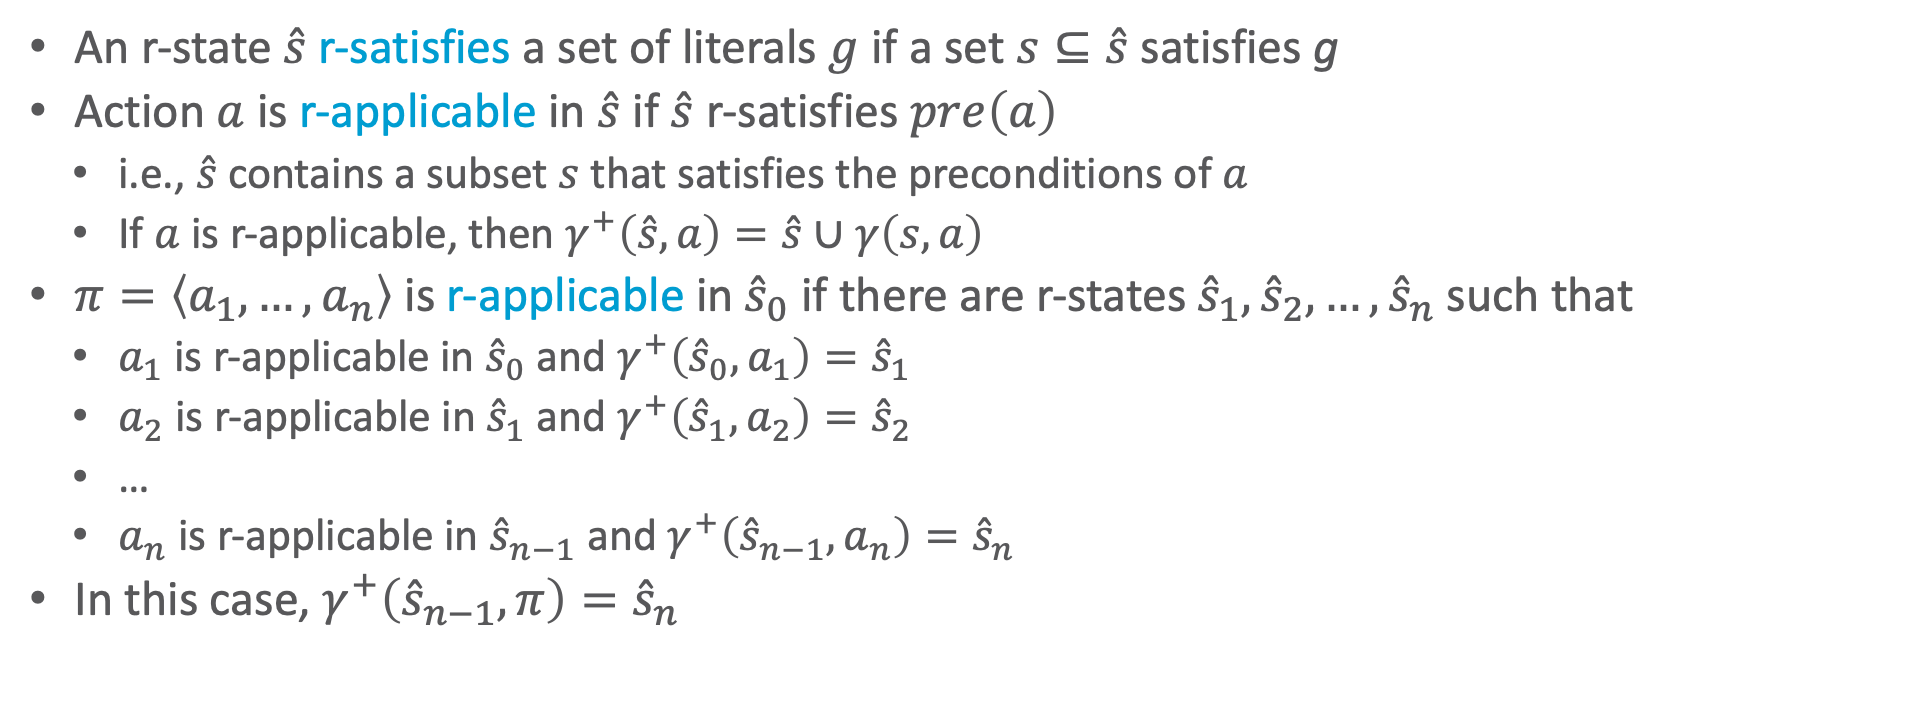 • An r-state ŝ r-satisfies a set of literals g if a set s ⊆ ŝ satisfies g
• Action a is r-applicable in ŝ if ŝ r-satisfies pre(a)
• i.e., ŝ contains a subset s that satisfies the preconditions of a
• If a is r-applicable, then γ⁺(ŝ, a) = ŝ ∪ γ(s, a)
• π = ⟨a₁, … , aₙ⟩ is r-applicable in ŝ₀ if there are r-states ŝ₁, ŝ₂, … , ŝₙ such that
• a₁ is r-applicable in ŝ₀ and γ⁺(ŝ₀, a₁) = ŝ₁
• a₂ is r-applicable in ŝ₁ and γ⁺(ŝ₁, a₂) = ŝ₂
• …
• aₙ is r-applicable in ŝₙ₋₁ and γ⁺(ŝₙ₋₁, aₙ) = ŝₙ
• In this case, γ⁺(ŝₙ₋₁, π) = ŝₙ